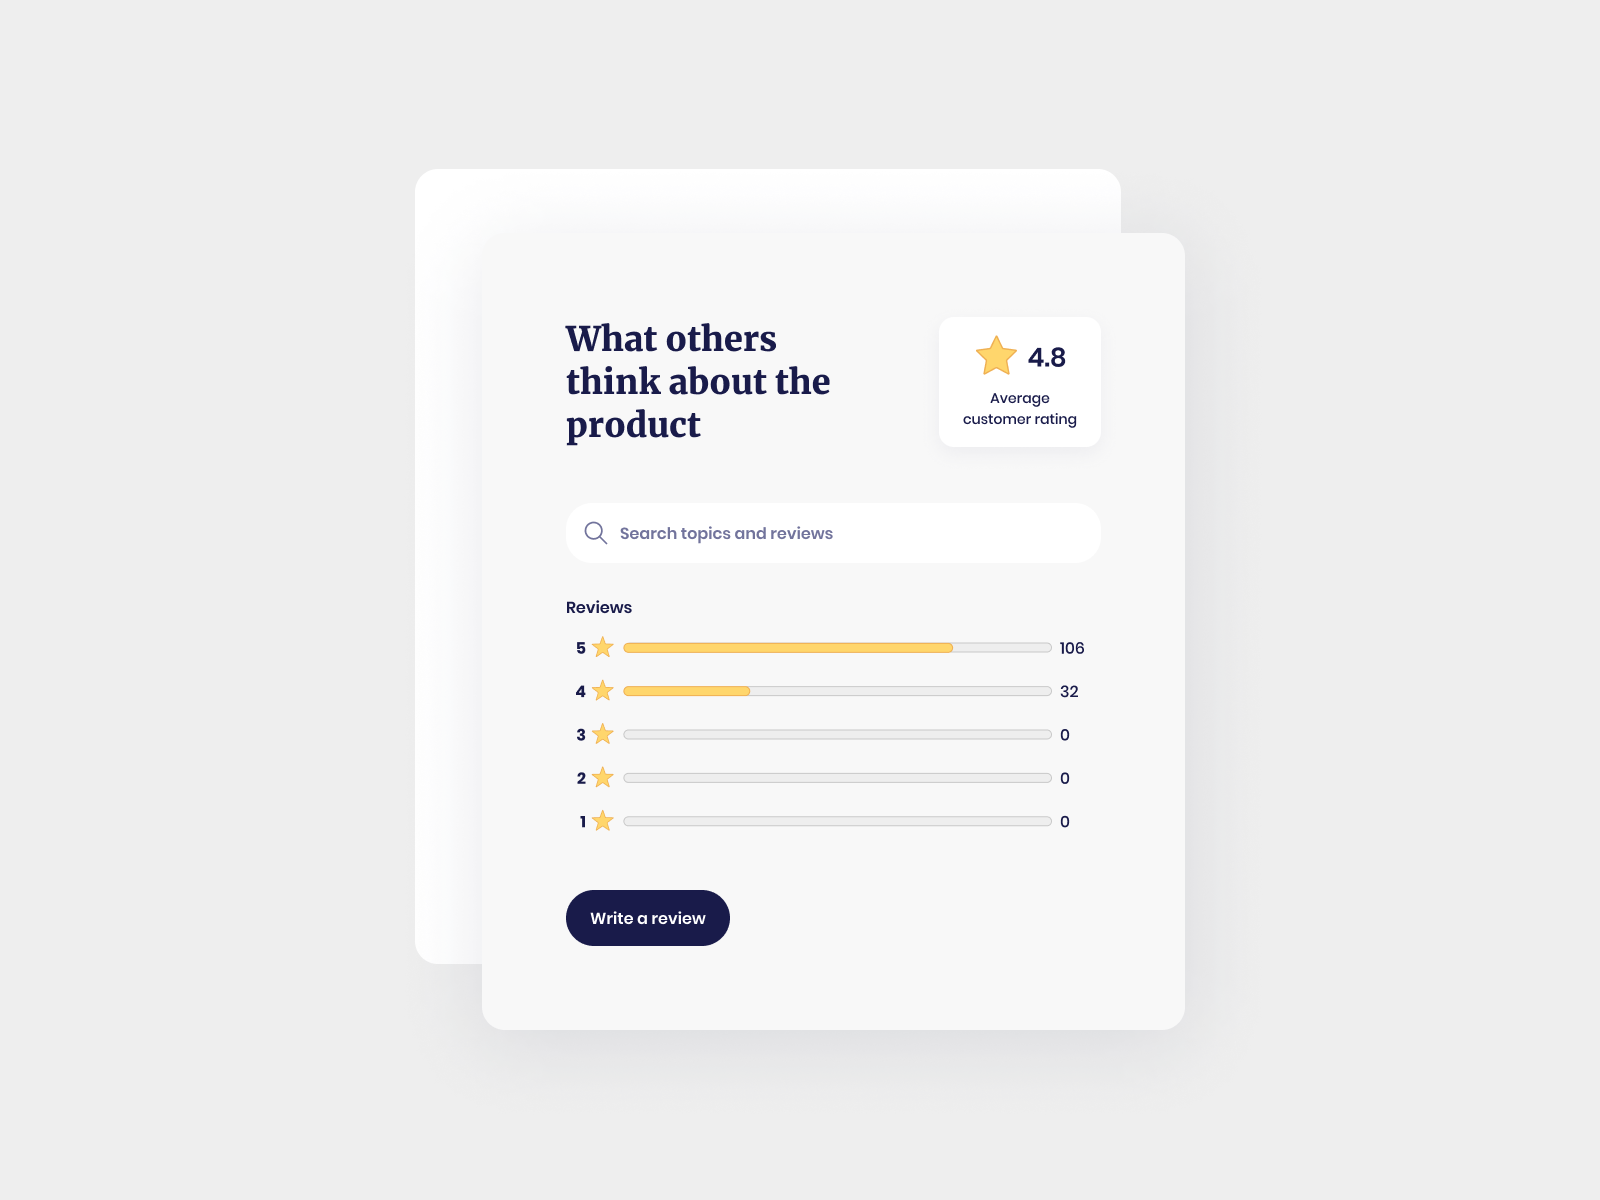 What others
think about the
product
4.8
Average
customer rating
Search topics and reviews
Reviews
5 106
4 32
3 0
2 0
1 0
Write a review